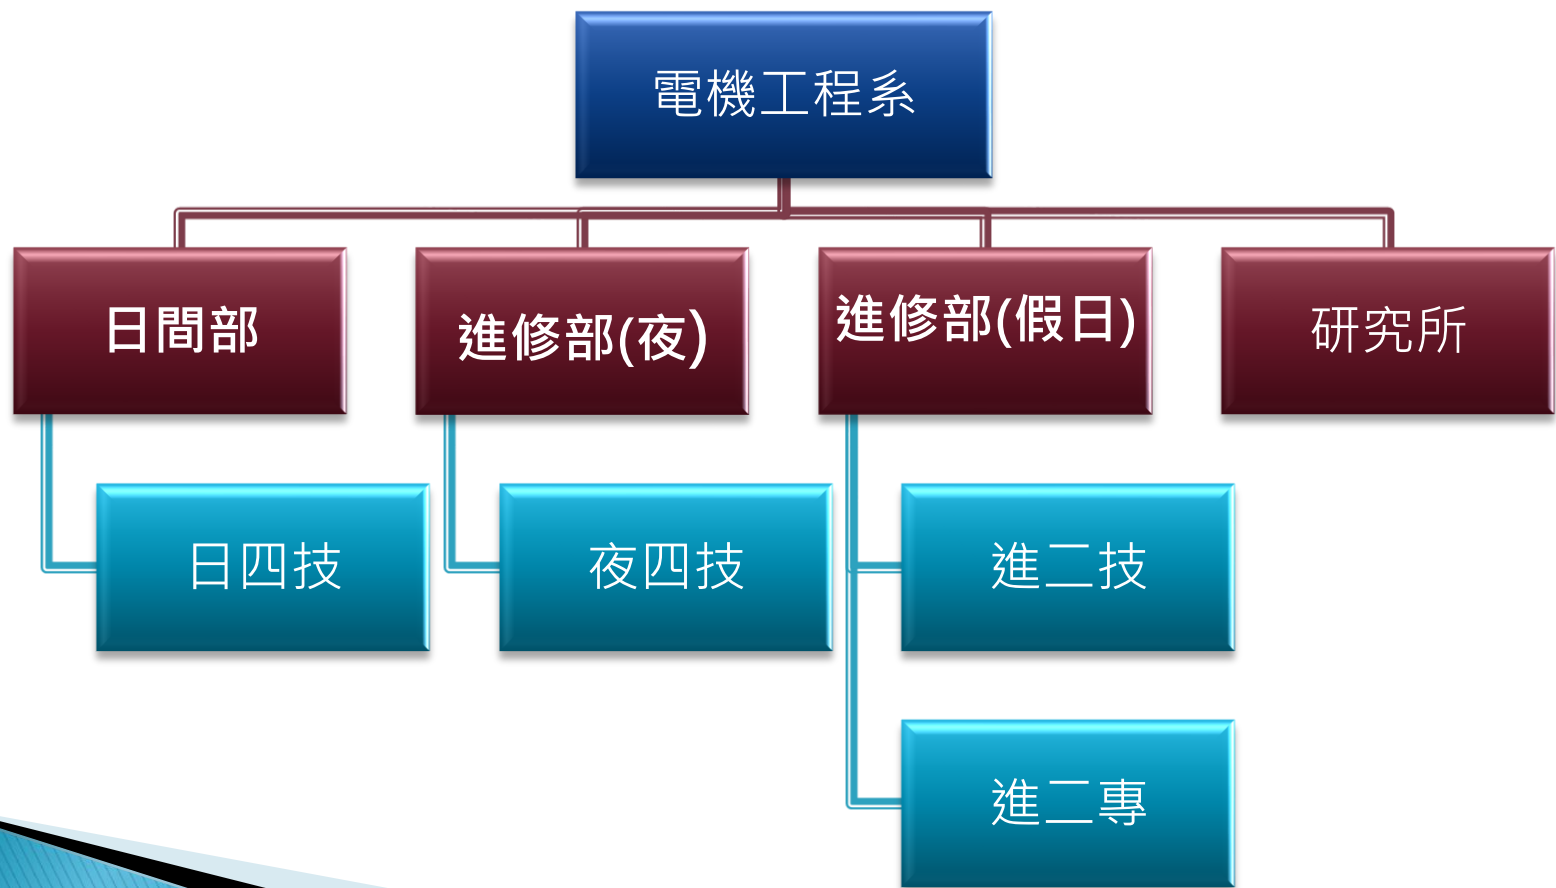 電機工程系
日間部
進修部(夜)
進修部(假日)
研究所
日四技
夜四技
進二技
進二專